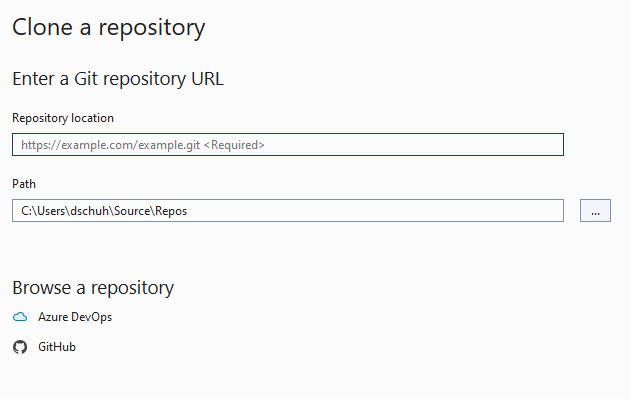 Clone a repository
Enter a Git repository URL
Repository location
https://example.com/example.git <Required>
Path
C:\Users\dschuh\Source\Repos
...
Browse a repository
Azure DevOps
GitHub